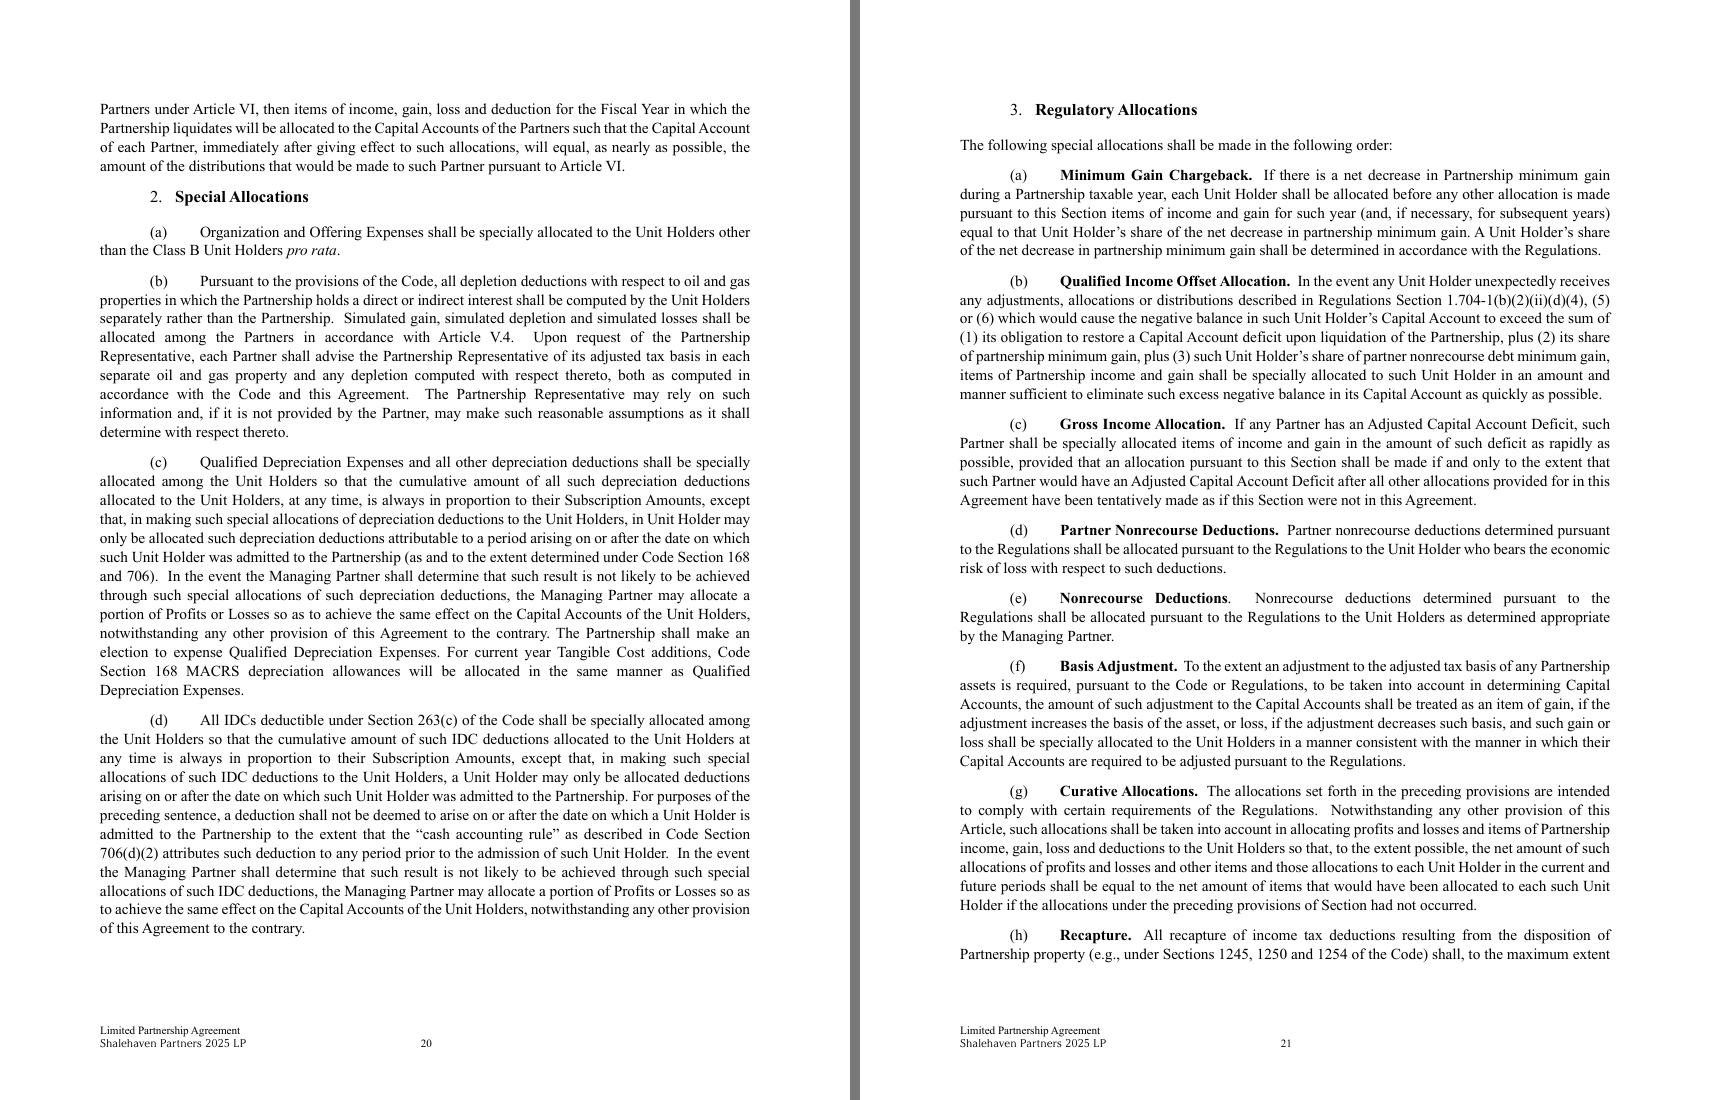 Partners under Article VI, then items of income, gain, loss and deduction for the Fiscal Year in which the
Partnership liquidates will be allocated to the Capital Accounts of the Partners such that the Capital Account
of each Partner, immediately after giving effect to such allocations, will equal, as nearly as possible, the
amount of the distributions that would be made to such Partner pursuant to Article VI.
2. Special Allocations
(a) Organization and Offering Expenses shall be specially allocated to the Unit Holders other
than the Class B Unit Holders pro rata.
(b) Pursuant to the provisions of the Code, all depletion deductions with respect to oil and gas
properties in which the Partnership holds a direct or indirect interest shall be computed by the Unit Holders
separately rather than the Partnership. Simulated gain, simulated depletion and simulated losses shall be
allocated among the Partners in accordance with Article V.4. Upon request of the Partnership
Representative, each Partner shall advise the Partnership Representative of its adjusted tax basis in each
separate oil and gas property and any depletion computed with respect thereto, both as computed in
accordance with the Code and this Agreement. The Partnership Representative may rely on such
information and, if it is not provided by the Partner, may make such reasonable assumptions as it shall
determine with respect thereto.
(c) Qualified Depreciation Expenses and all other depreciation deductions shall be specially
allocated among the Unit Holders so that the cumulative amount of all such depreciation deductions
allocated to the Unit Holders, at any time, is always in proportion to their Subscription Amounts, except
that, in making such special allocations of depreciation deductions to the Unit Holders, in Unit Holder may
only be allocated such depreciation deductions attributable to a period arising on or after the date on which
such Unit Holder was admitted to the Partnership (as and to the extent determined under Code Section 168
and 706). In the event the Managing Partner shall determine that such result is not likely to be achieved
through such special allocations of such depreciation deductions, the Managing Partner may allocate a
portion of Profits or Losses so as to achieve the same effect on the Capital Accounts of the Unit Holders,
notwithstanding any other provision of this Agreement to the contrary. The Partnership shall make an
election to expense Qualified Depreciation Expenses. For current year Tangible Cost additions, Code
Section 168 MACRS depreciation allowances will be allocated in the same manner as Qualified
Depreciation Expenses.
(d) All IDCs deductible under Section 263(c) of the Code shall be specially allocated among
the Unit Holders so that the cumulative amount of such IDC deductions allocated to the Unit Holders at
any time is always in proportion to their Subscription Amounts, except that, in making such special
allocations of such IDC deductions to the Unit Holders, a Unit Holder may only be allocated deductions
arising on or after the date on which such Unit Holder was admitted to the Partnership. For purposes of the
preceding sentence, a deduction shall not be deemed to arise on or after the date on which a Unit Holder is
admitted to the Partnership to the extent that the “cash accounting rule” as described in Code Section
706(d)(2) attributes such deduction to any period prior to the admission of such Unit Holder. In the event
the Managing Partner shall determine that such result is not likely to be achieved through such special
allocations of such IDC deductions, the Managing Partner may allocate a portion of Profits or Losses so as
to achieve the same effect on the Capital Accounts of the Unit Holders, notwithstanding any other provision
of this Agreement to the contrary.
Limited Partnership Agreement
Shalehaven Partners 2025 LP 20
3. Regulatory Allocations
The following special allocations shall be made in the following order:
(a) Minimum Gain Chargeback. If there is a net decrease in Partnership minimum gain
during a Partnership taxable year, each Unit Holder shall be allocated before any other allocation is made
pursuant to this Section items of income and gain for such year (and, if necessary, for subsequent years)
equal to that Unit Holder’s share of the net decrease in partnership minimum gain. A Unit Holder’s share
of the net decrease in partnership minimum gain shall be determined in accordance with the Regulations.
(b) Qualified Income Offset Allocation. In the event any Unit Holder unexpectedly receives
any adjustments, allocations or distributions described in Regulations Section 1.704-1(b)(2)(ii)(d)(4), (5)
or (6) which would cause the negative balance in such Unit Holder’s Capital Account to exceed the sum of
(1) its obligation to restore a Capital Account deficit upon liquidation of the Partnership, plus (2) its share
of partnership minimum gain, plus (3) such Unit Holder’s share of partner nonrecourse debt minimum gain,
items of Partnership income and gain shall be specially allocated to such Unit Holder in an amount and
manner sufficient to eliminate such excess negative balance in its Capital Account as quickly as possible.
(c) Gross Income Allocation. If any Partner has an Adjusted Capital Account Deficit, such
Partner shall be specially allocated items of income and gain in the amount of such deficit as rapidly as
possible, provided that an allocation pursuant to this Section shall be made if and only to the extent that
such Partner would have an Adjusted Capital Account Deficit after all other allocations provided for in this
Agreement have been tentatively made as if this Section were not in this Agreement.
(d) Partner Nonrecourse Deductions. Partner nonrecourse deductions determined pursuant
to the Regulations shall be allocated pursuant to the Regulations to the Unit Holder who bears the economic
risk of loss with respect to such deductions.
(e) Nonrecourse Deductions. Nonrecourse deductions determined pursuant to the
Regulations shall be allocated pursuant to the Regulations to the Unit Holders as determined appropriate
by the Managing Partner.
(f) Basis Adjustment. To the extent an adjustment to the adjusted tax basis of any Partnership
assets is required, pursuant to the Code or Regulations, to be taken into account in determining Capital
Accounts, the amount of such adjustment to the Capital Accounts shall be treated as an item of gain, if the
adjustment increases the basis of the asset, or loss, if the adjustment decreases such basis, and such gain or
loss shall be specially allocated to the Unit Holders in a manner consistent with the manner in which their
Capital Accounts are required to be adjusted pursuant to the Regulations.
(g) Curative Allocations. The allocations set forth in the preceding provisions are intended
to comply with certain requirements of the Regulations. Notwithstanding any other provision of this
Article, such allocations shall be taken into account in allocating profits and losses and items of Partnership
income, gain, loss and deductions to the Unit Holders so that, to the extent possible, the net amount of such
allocations of profits and losses and other items and those allocations to each Unit Holder in the current and
future periods shall be equal to the net amount of items that would have been allocated to each such Unit
Holder if the allocations under the preceding provisions of Section had not occurred.
(h) Recapture. All recapture of income tax deductions resulting from the disposition of
Partnership property (e.g., under Sections 1245, 1250 and 1254 of the Code) shall, to the maximum extent
Limited Partnership Agreement
Shalehaven Partners 2025 LP 21